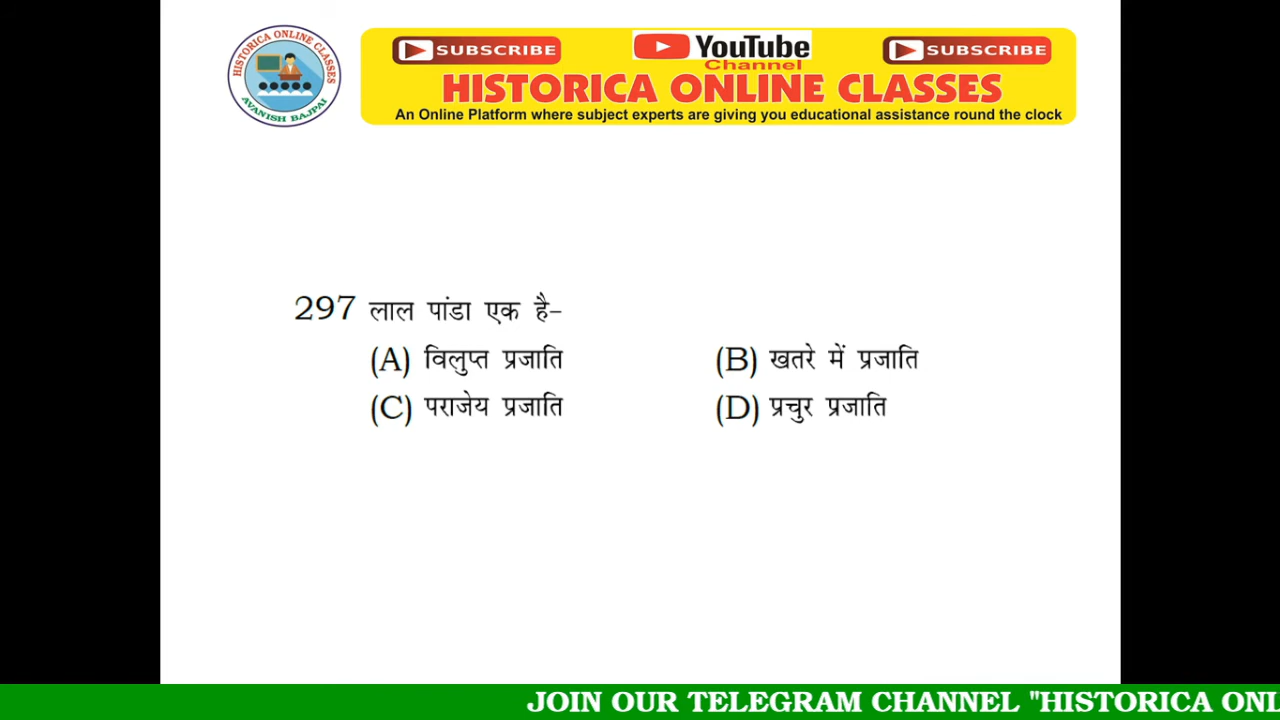 HISTORICA ONLINE CLASSES
AVANISH BAJPAI
SUBSCRIBE
YouTube
Channel
SUBSCRIBE
HISTORICA ONLINE CLASSES
An Online Platform where subject experts are giving you educational assistance round the clock
297 लाल पांडा एक है-
(A) विलुप्त प्रजाति (B) खतरे में प्रजाति
(C) पराजेय प्रजाति (D) प्रचुर प्रजाति
JOIN OUR TELEGRAM CHANNEL "HISTORICA ONL